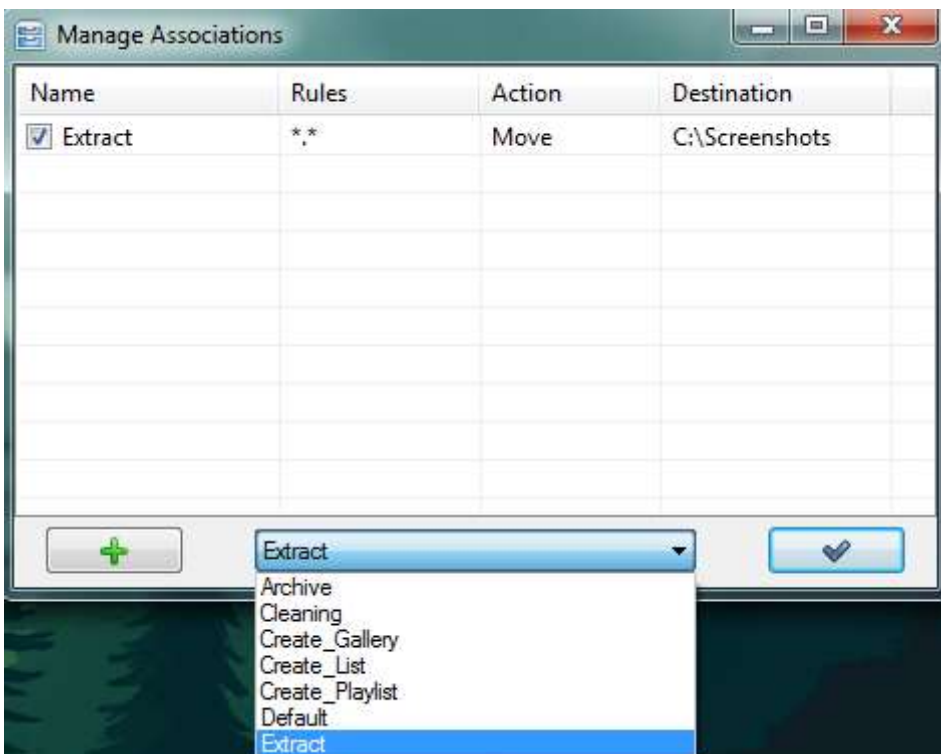 Manage Associations
Name Rules Action Destination
Extract *.* Move C:\Screenshots
Extract
Archive
Cleaning
Create_Gallery
Create_List
Create_Playlist
Default
Extract